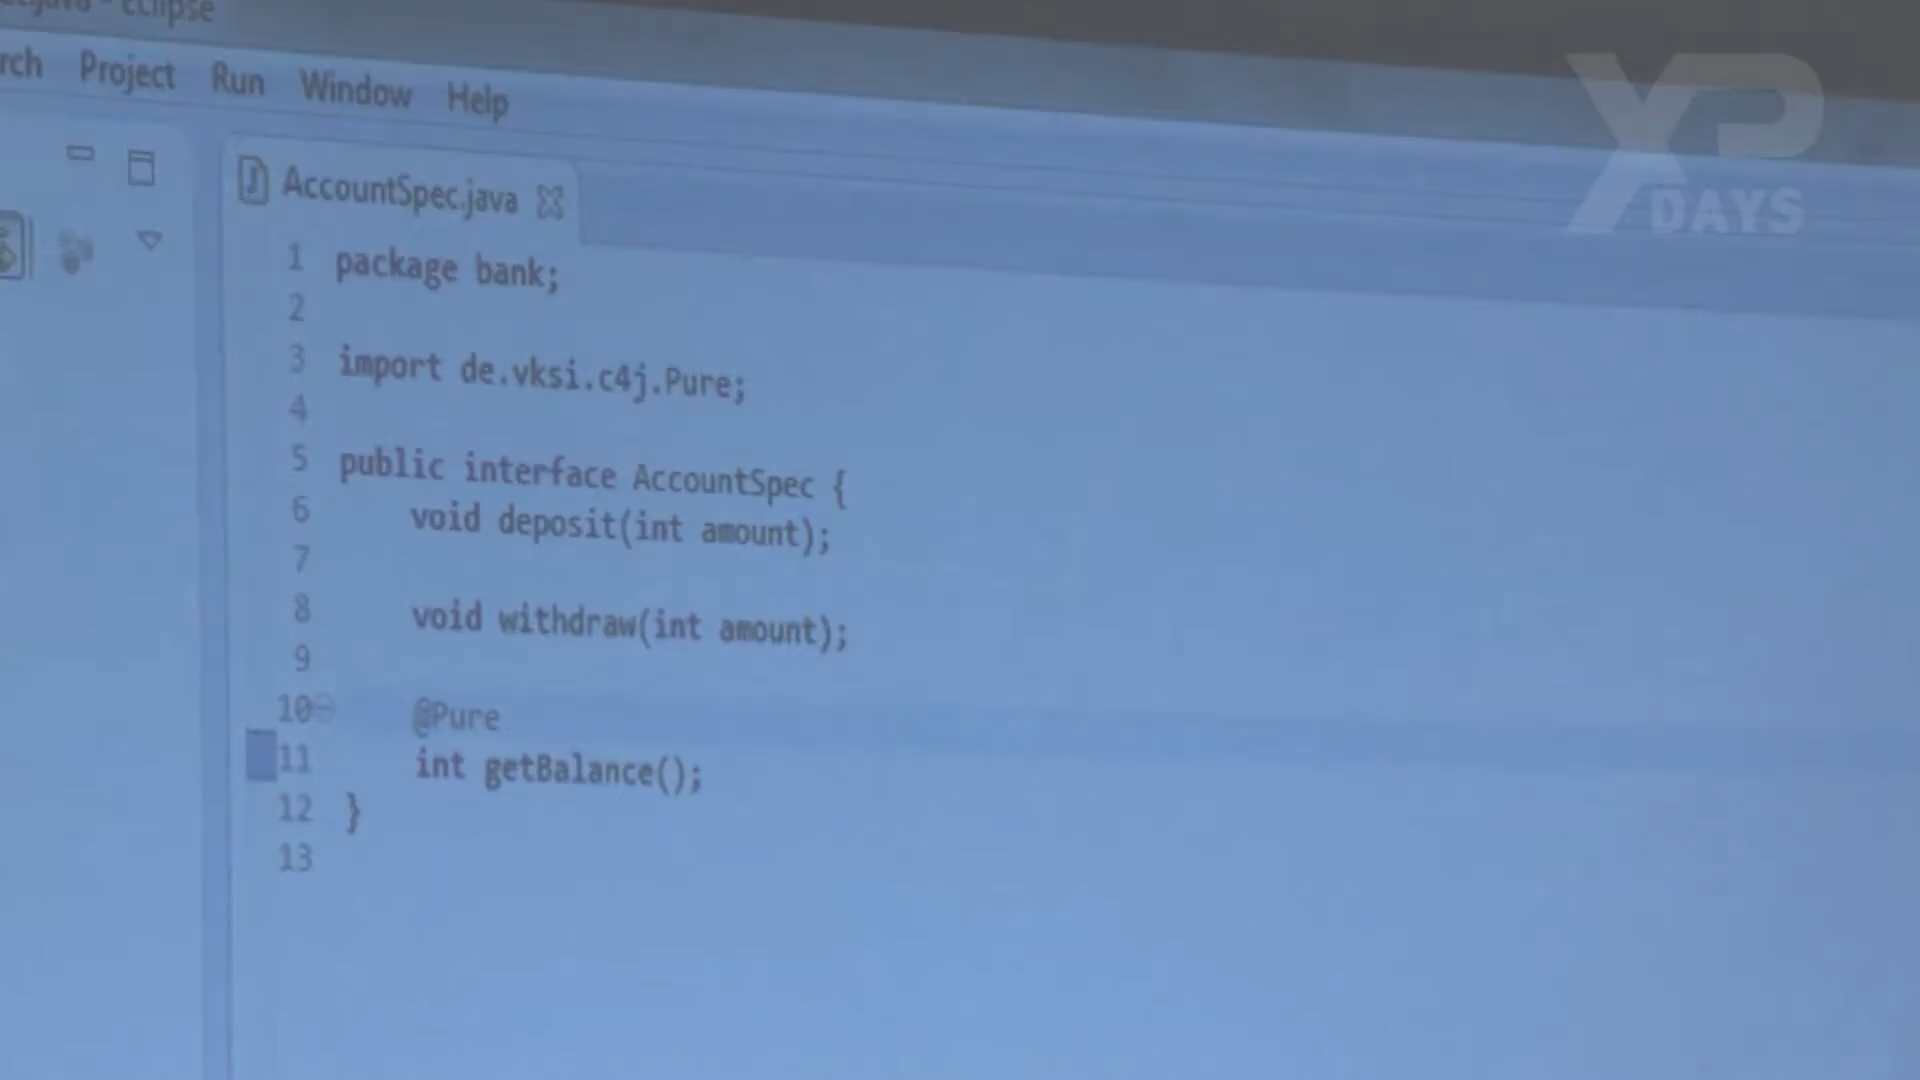 Eclipse
Project Run Window Help
XP
DAYS
AccountSpec.java
1 package bank;
2
3 import de.vksi.c4j.Pure;
4
5 public interface AccountSpec {
6 void deposit(int amount);
7
8 void withdraw(int amount);
9
10 @Pure
11 int getBalance();
12 }
13